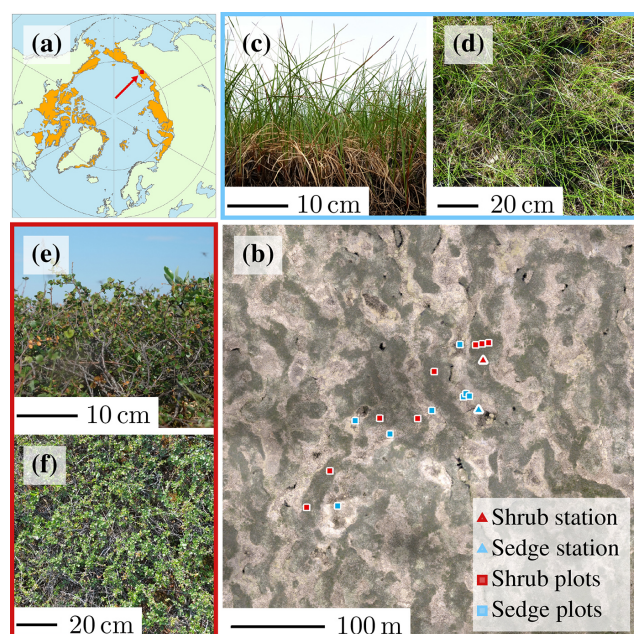 (a)
(c)
(d)
10 cm
20 cm
(e)
10 cm
(b)
(f)
20 cm
Shrub station
Sedge station
Shrub plots
Sedge plots
100 m